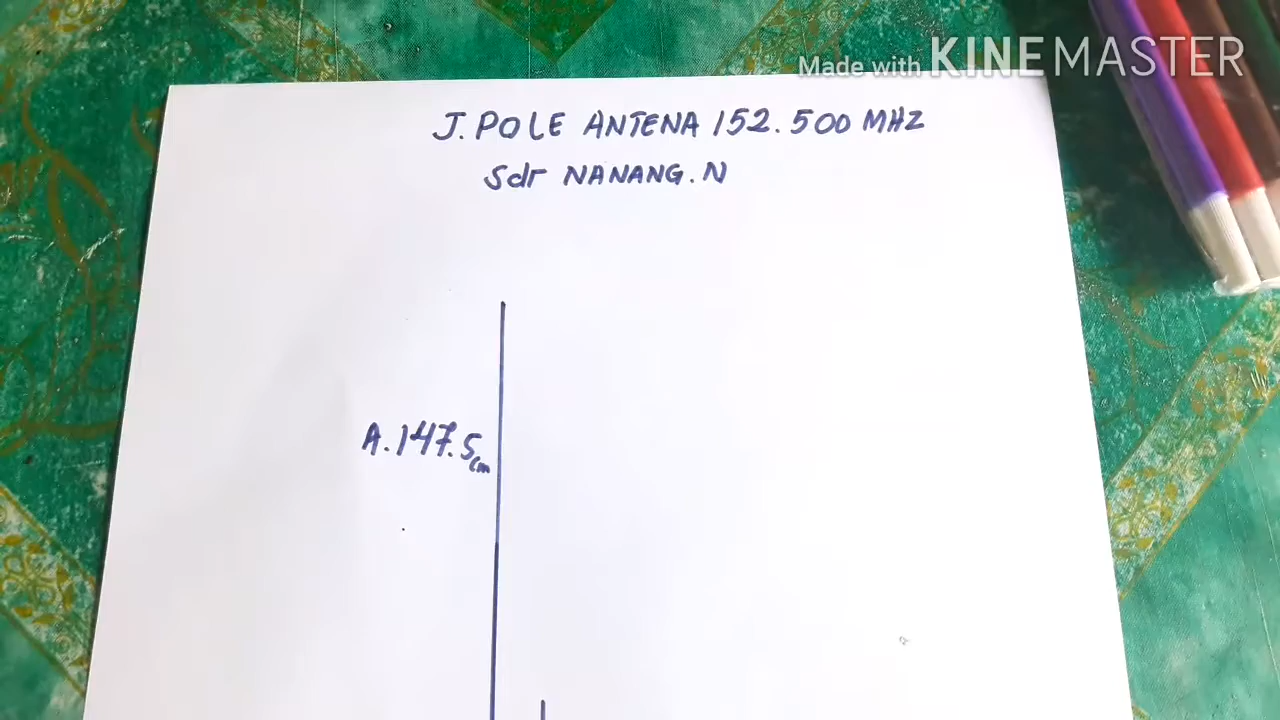 Made with KINEMASTER
J.POLE ANTENA 152.500 MHZ
Sdr NANANG.N
A.147.5cm